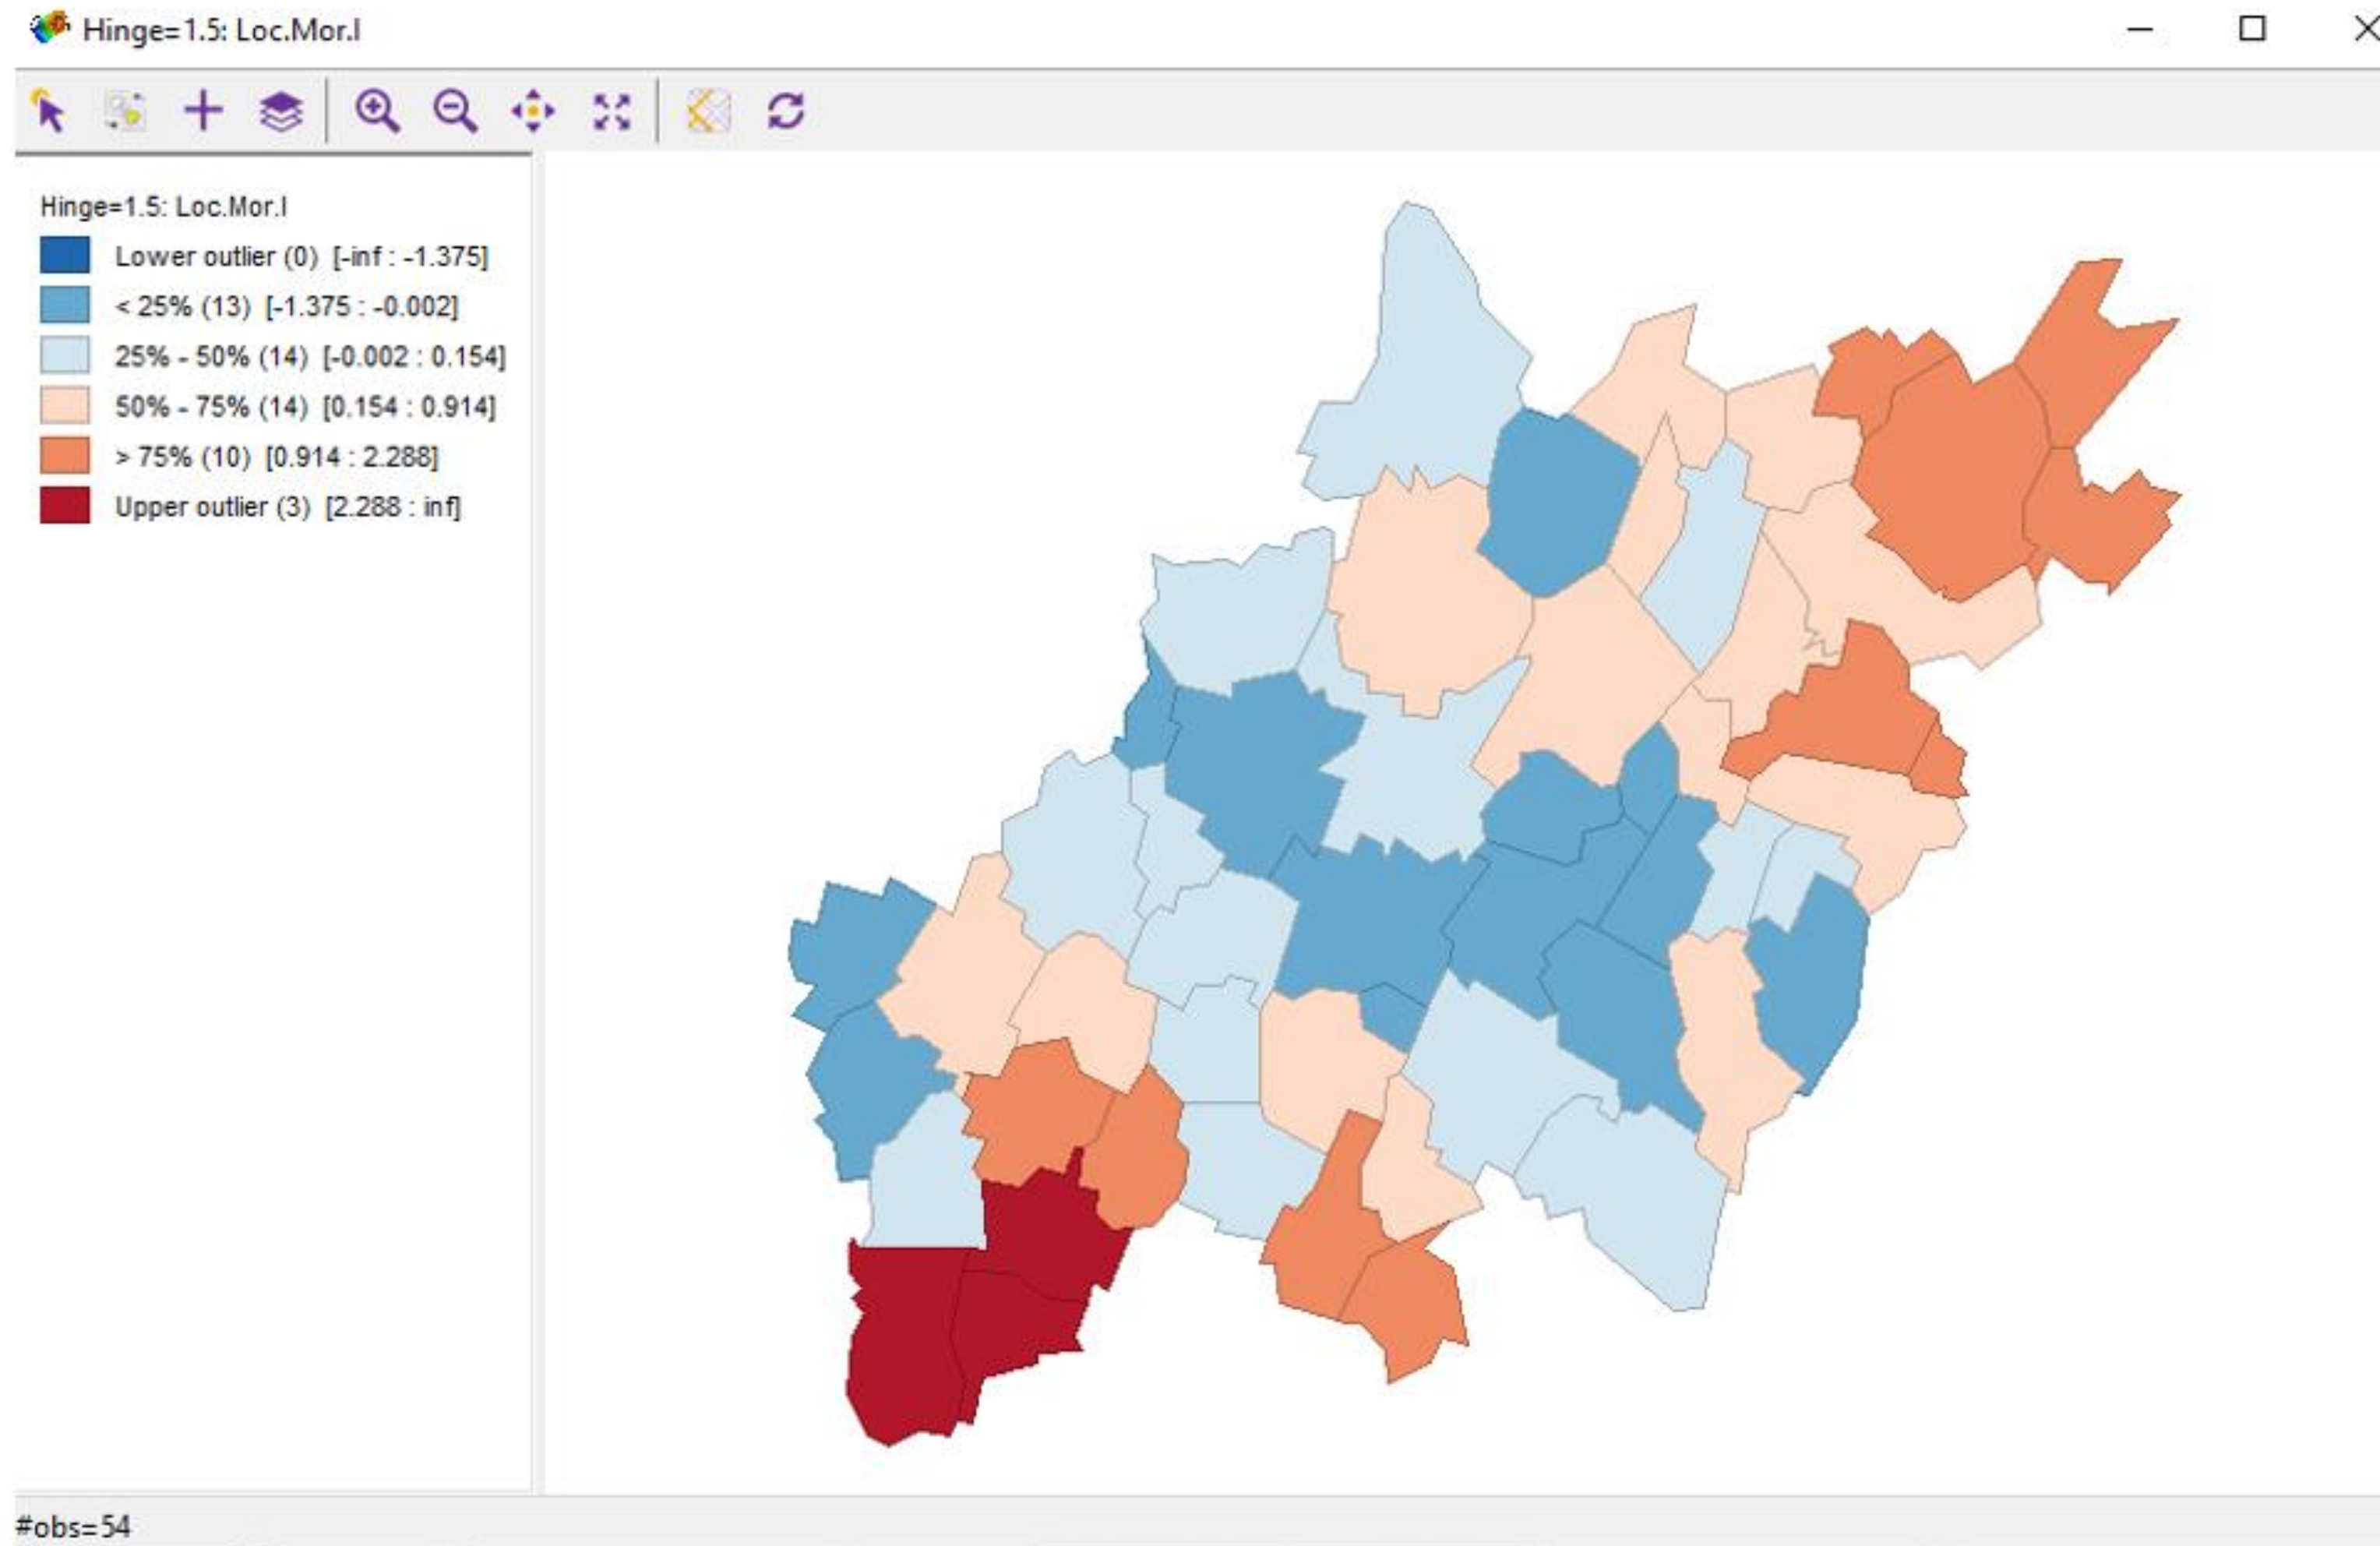 Hinge=1.5: Loc.Mor.I
Hinge=1.5: Loc.Mor.I
Lower outlier (0) [-inf : -1.375]
< 25% (13) [-1.375 : -0.002]
25% - 50% (14) [-0.002 : 0.154]
50% - 75% (14) [0.154 : 0.914]
> 75% (10) [0.914 : 2.288]
Upper outlier (3) [2.288 : inf]
#obs=54